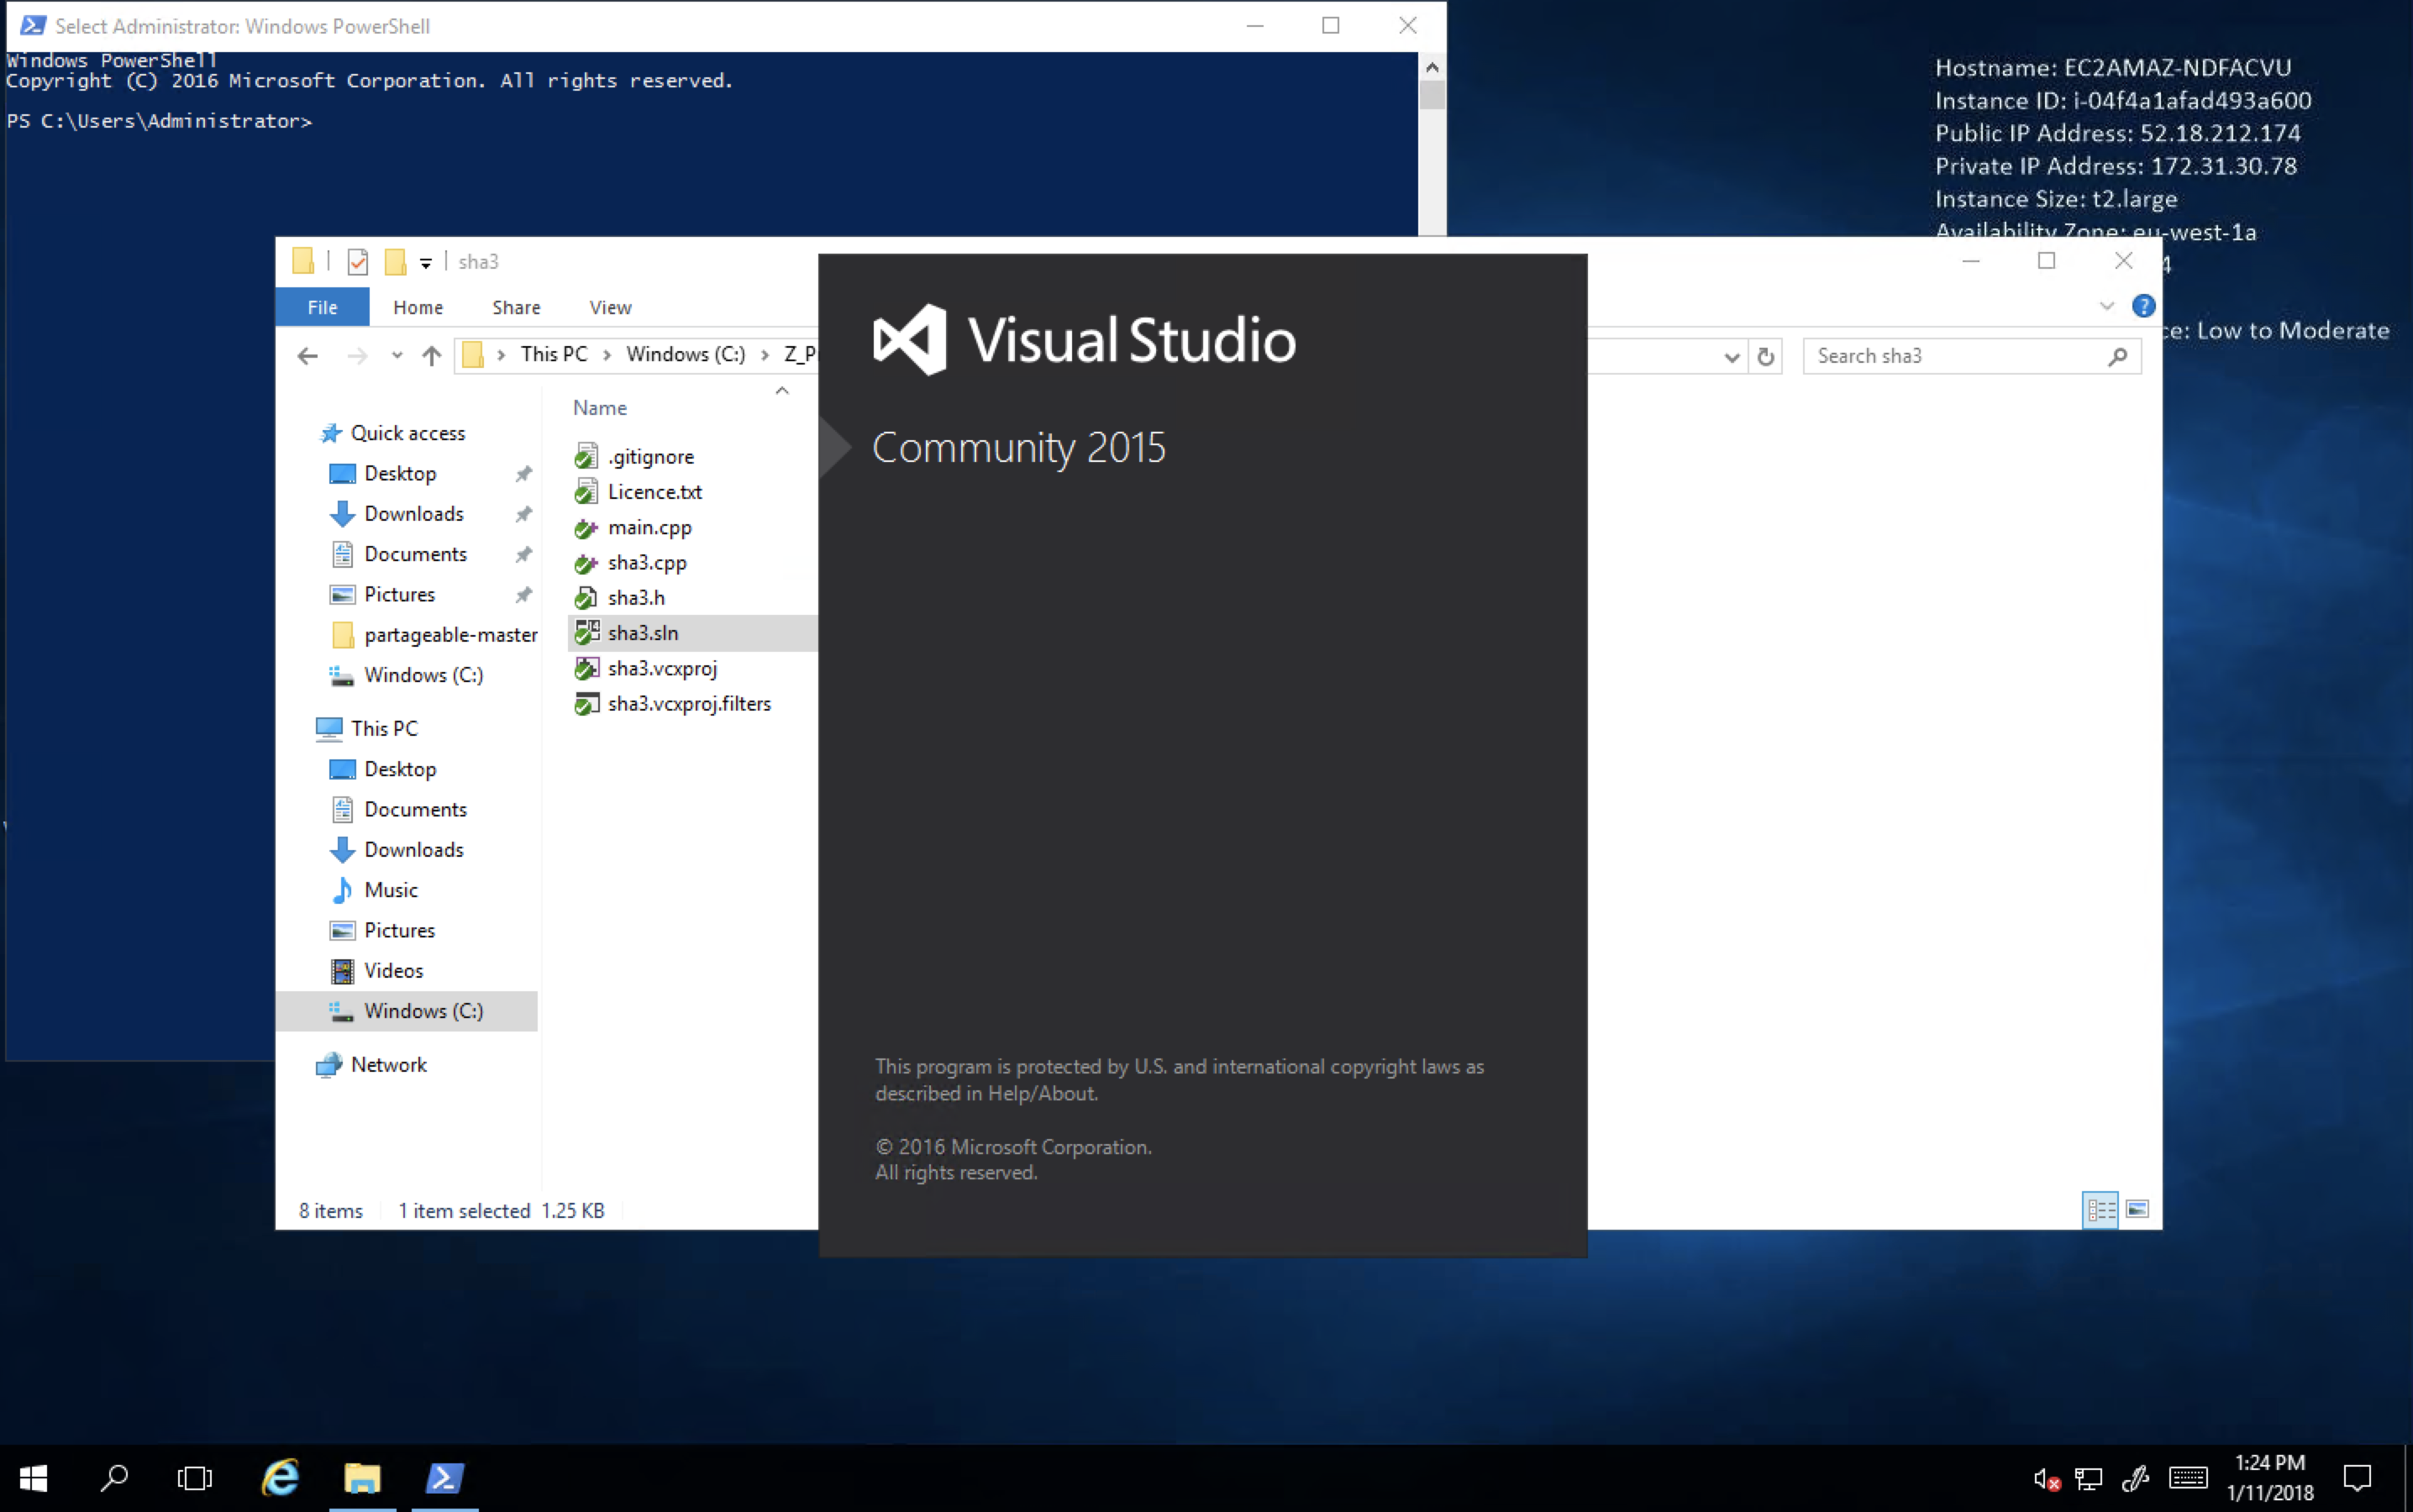 Select Administrator: Windows PowerShell
Windows PowerShell
Copyright (C) 2016 Microsoft Corporation. All rights reserved.
PS C:\Users\Administrator>
Hostname: EC2AMAZ-NDFACVU
Instance ID: i-04f4a1afad493a600
Public IP Address: 52.18.212.174
Private IP Address: 172.31.30.78
Instance Size: t2.large
Availability Zone: eu-west-1a
4
ce: Low to Moderate
sha3
File Home Share View
This PC > Windows (C:) > Z_P
Search sha3
Quick access
Desktop
Downloads
Documents
Pictures
partageable-master
Windows (C:)
This PC
Desktop
Documents
Downloads
Music
Pictures
Videos
Windows (C:)
Network
Name
.gitignore
Licence.txt
main.cpp
sha3.cpp
sha3.h
sha3.sln
sha3.vcxproj
sha3.vcxproj.filters
8 items 1 item selected 1.25 KB
Visual Studio
Community 2015
This program is protected by U.S. and international copyright laws as
described in Help/About.
© 2016 Microsoft Corporation.
All rights reserved.
1:24 PM
1/11/2018